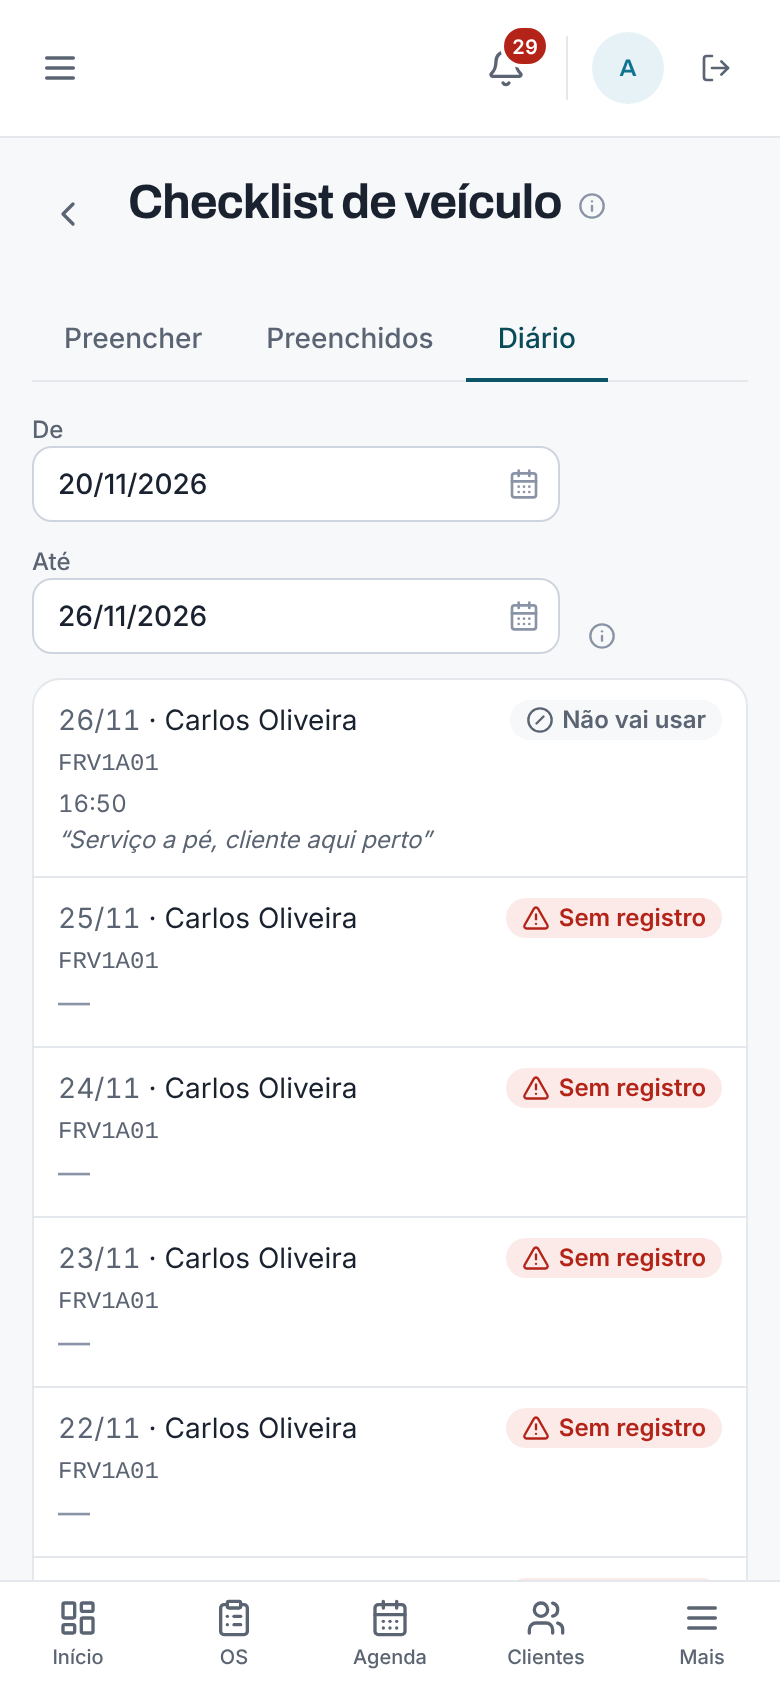 29
A
Checklist de veículo
Preencher Preenchidos Diário
De
20/11/2026
Até
26/11/2026
26/11 · Carlos Oliveira Não vai usar
FRV1A01
16:50
“Serviço a pé, cliente aqui perto”
25/11 · Carlos Oliveira Sem registro
FRV1A01
—
24/11 · Carlos Oliveira Sem registro
FRV1A01
—
23/11 · Carlos Oliveira Sem registro
FRV1A01
—
22/11 · Carlos Oliveira Sem registro
FRV1A01
—
Início OS Agenda Clientes Mais